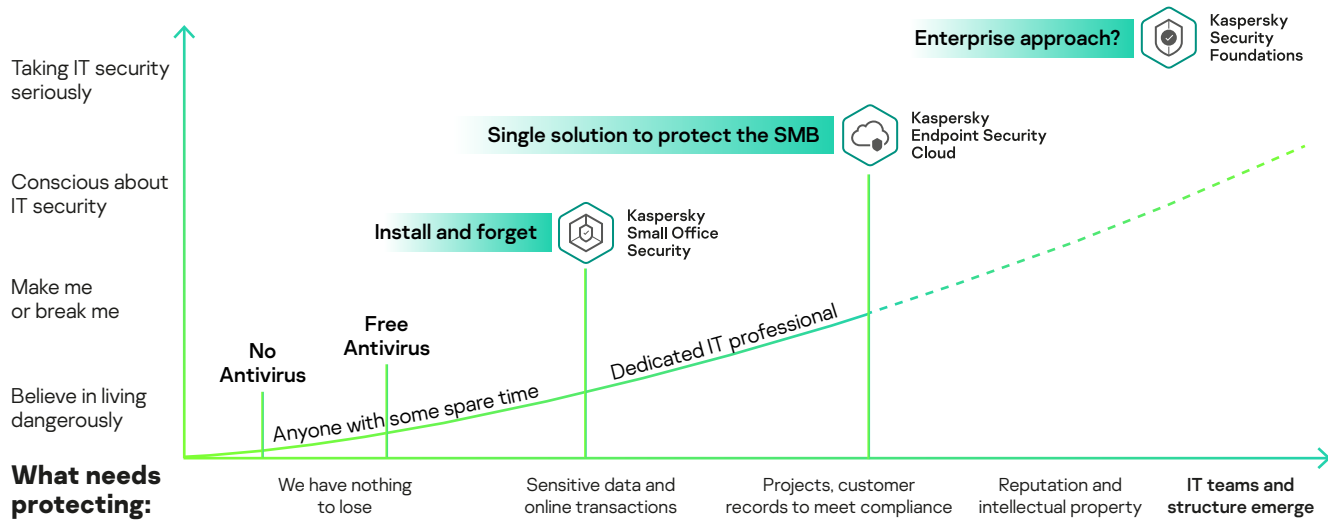 Enterprise approach?
Kaspersky
Security
Foundations
Taking IT security
seriously
Single solution to protect the SMB
Kaspersky
Endpoint Security
Cloud
Conscious about
IT security
Install and forget
Kaspersky
Small Office
Security
Make me
or break me
No
Antivirus
Free
Antivirus
Dedicated IT professional
Believe in living
dangerously
Anyone with some spare time
What needs
protecting:
We have nothing
to lose
Sensitive data and
online transactions
Projects, customer
records to meet compliance
Reputation and
intellectual property
IT teams and
structure emerge